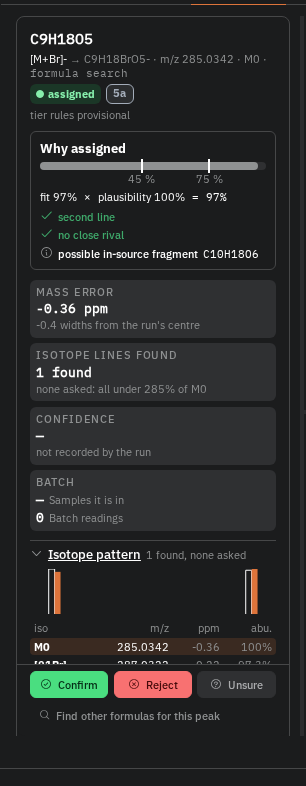 C9H18O5
[M+Br]- → C9H18BrO5- · m/z 285.0342 · M0 ·
formula search
assigned 5a
tier rules provisional
Why assigned
45 % 75 %
fit 97% × plausibility 100% = 97%
second line
no close rival
possible in-source fragment C10H18O6
MASS ERROR
-0.36 ppm
-0.4 widths from the run's centre
ISOTOPE LINES FOUND
1 found
none asked: all under 285% of M0
CONFIDENCE
—
not recorded by the run
BATCH
— Samples it is in
0 Batch readings
Isotope pattern 1 found, none asked
iso m/z ppm abu.
M0 285.0342 -0.36 100%
Confirm Reject Unsure
Find other formulas for this peak